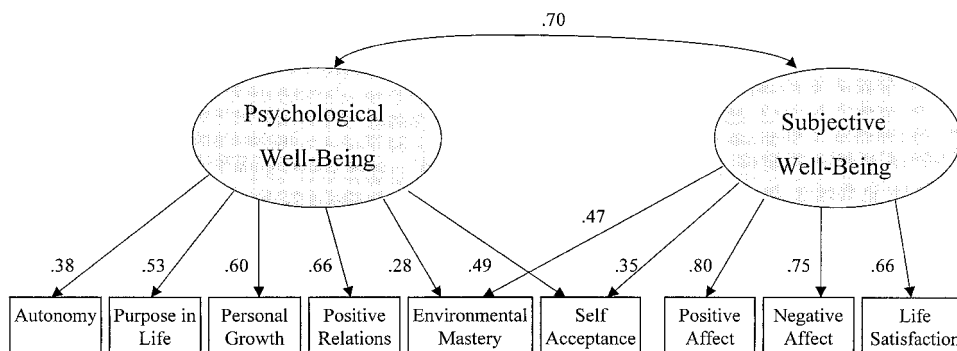 .70
Psychological
Well-Being
Subjective
Well-Being
.47
.38
.53
.60
.66
.28
.49
.35
.80
.75
.66
Autonomy
Purpose in
Life
Personal
Growth
Positive
Relations
Environmental
Mastery
Self
Acceptance
Positive
Affect
Negative
Affect
Life
Satisfaction